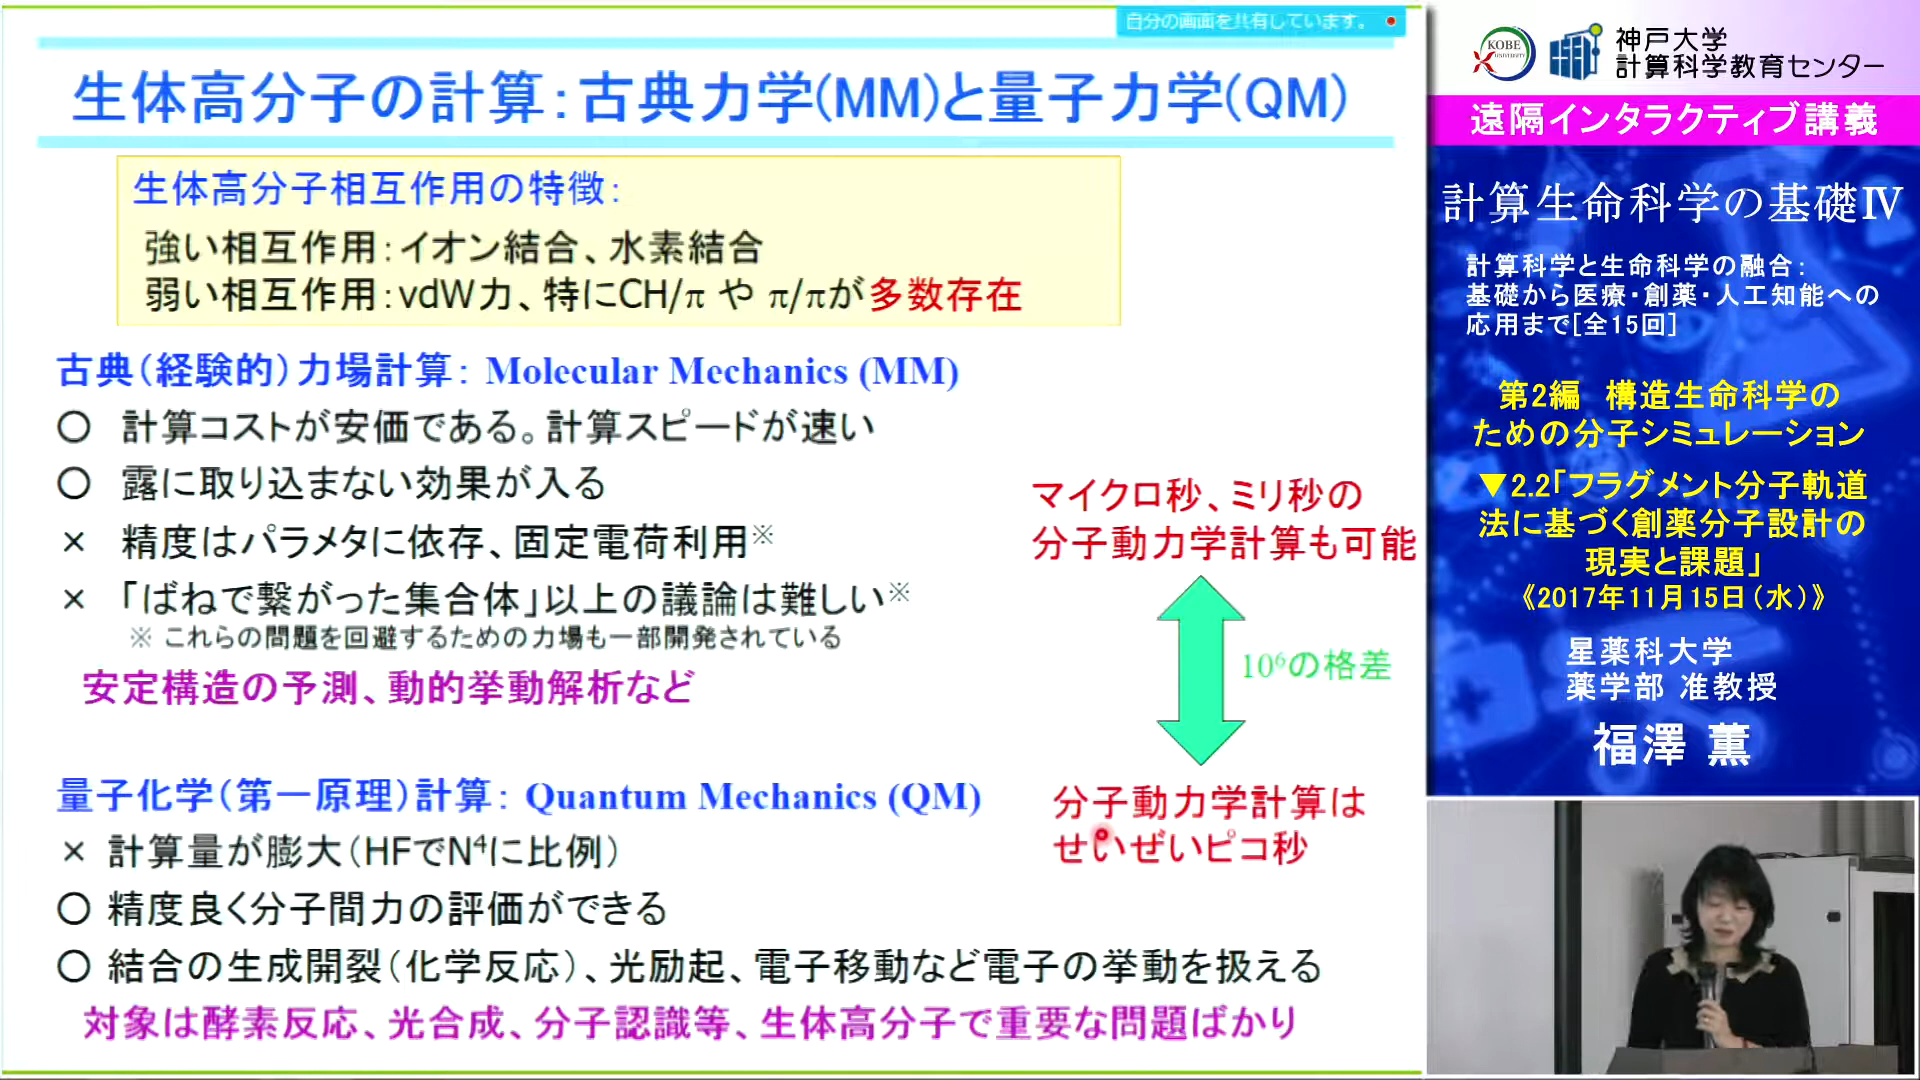 自分の画面を共有しています。
生体高分子の計算：古典力学(MM)と量子力学(QM)
生体高分子相互作用の特徴：
強い相互作用：イオン結合、水素結合
弱い相互作用：vdW力、特にCH/π や π/πが多数存在
古典（経験的）力場計算： Molecular Mechanics (MM)
○ 計算コストが安価である。計算スピードが速い
○ 露に取り込まない効果が入る
× 精度はパラメタに依存、固定電荷利用※
× 「ばねで繋がった集合体」以上の議論は難しい※
※ これらの問題を回避するための力場も一部開発されている
安定構造の予測、動的挙動解析など
マイクロ秒、ミリ秒の
分子動力学計算も可能
10⁶の格差
分子動力学計算は
せいぜいピコ秒
量子化学（第一原理）計算： Quantum Mechanics (QM)
× 計算量が膨大（HFでN⁴に比例）
○ 精度良く分子間力の評価ができる
○ 結合の生成開裂（化学反応）、光励起、電子移動など電子の挙動を扱える
対象は酵素反応、光合成、分子認識等、生体高分子で重要な問題ばかり
KOBE
UNIVERSITY
神戸大学
計算科学教育センター
遠隔インタラクティブ講義
計算生命科学の基礎Ⅳ
計算科学と生命科学の融合：
基礎から医療・創薬・人工知能への
応用まで[全15回]
第2編 構造生命科学の
ための分子シミュレーション
▼2.2「フラグメント分子軌道
法に基づく創薬分子設計の
現実と課題」
《2017年11月15日（水）》
星薬科大学
薬学部 准教授
福澤 薫